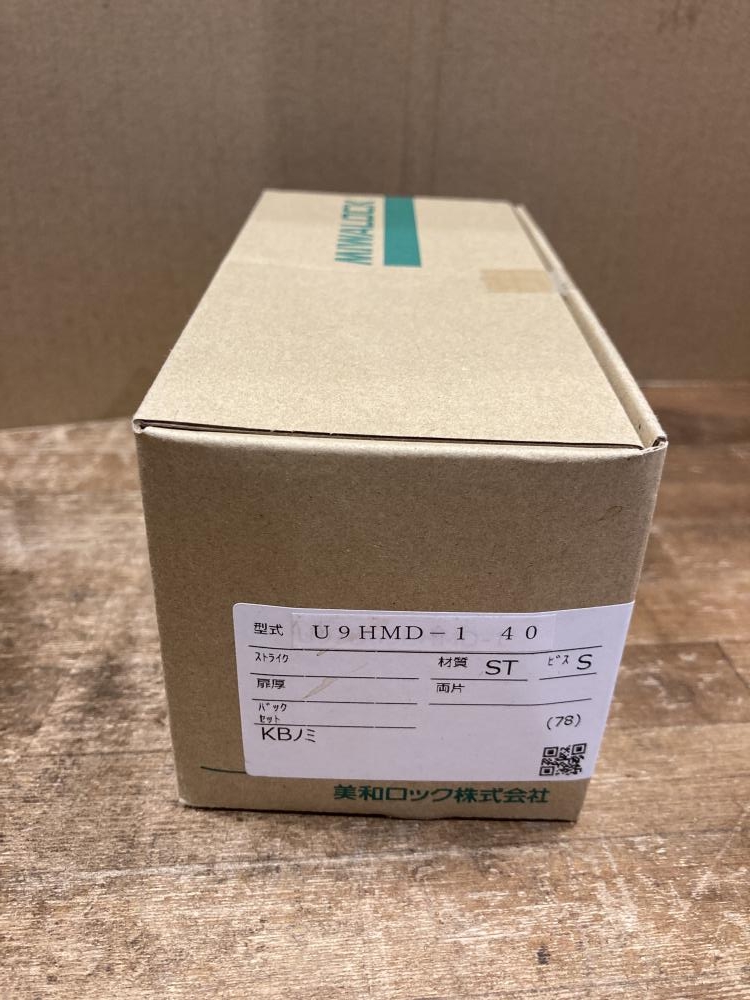 MIWALOCK
型式 U9HMD-1 40
ｽﾄﾗｲｸ 材質 ST ﾋﾞｽ S
扉厚 両片
ﾊﾞｯｸ
ｾｯﾄ (78)
KBノミ
美和ロック株式会社